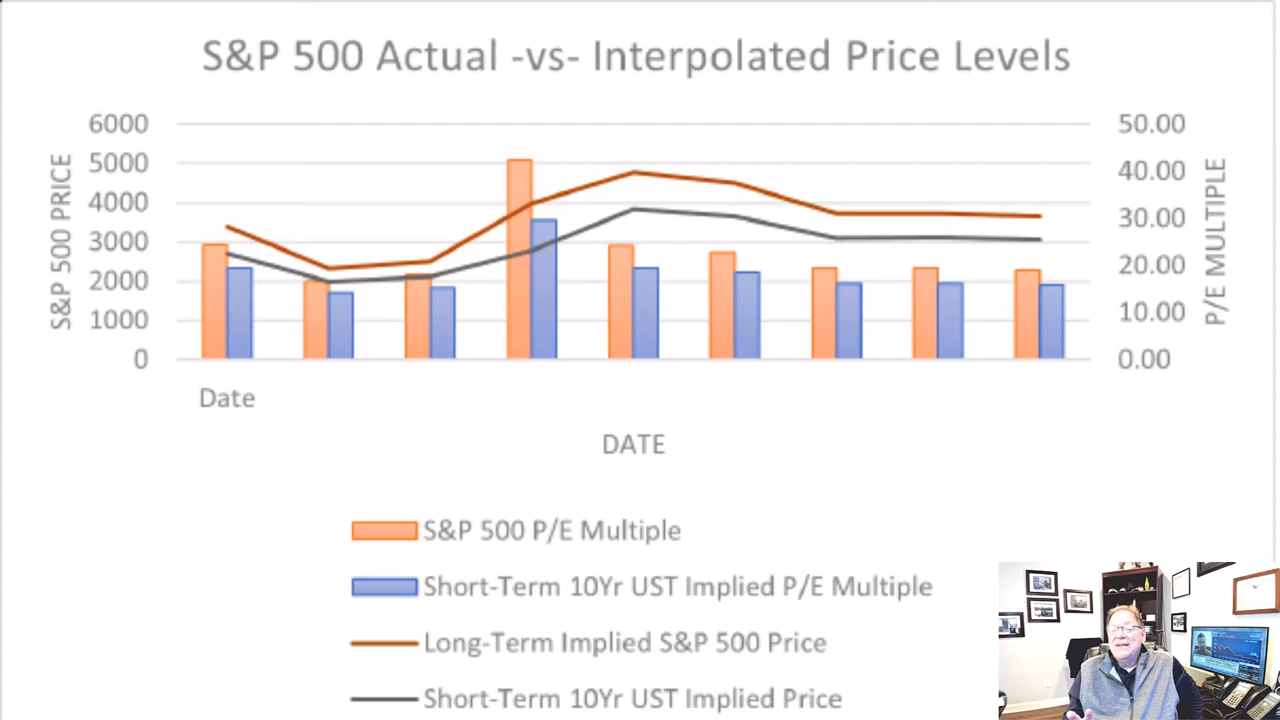 S&P 500 Actual -vs- Interpolated Price Levels
6000
5000
4000
3000
2000
1000
0
S&P 500 PRICE
50.00
40.00
30.00
20.00
10.00
0.00
P/E MULTIPLE
Date
DATE
S&P 500 P/E Multiple
Short-Term 10Yr UST Implied P/E Multiple
Long-Term Implied S&P 500 Price
Short-Term 10Yr UST Implied Price